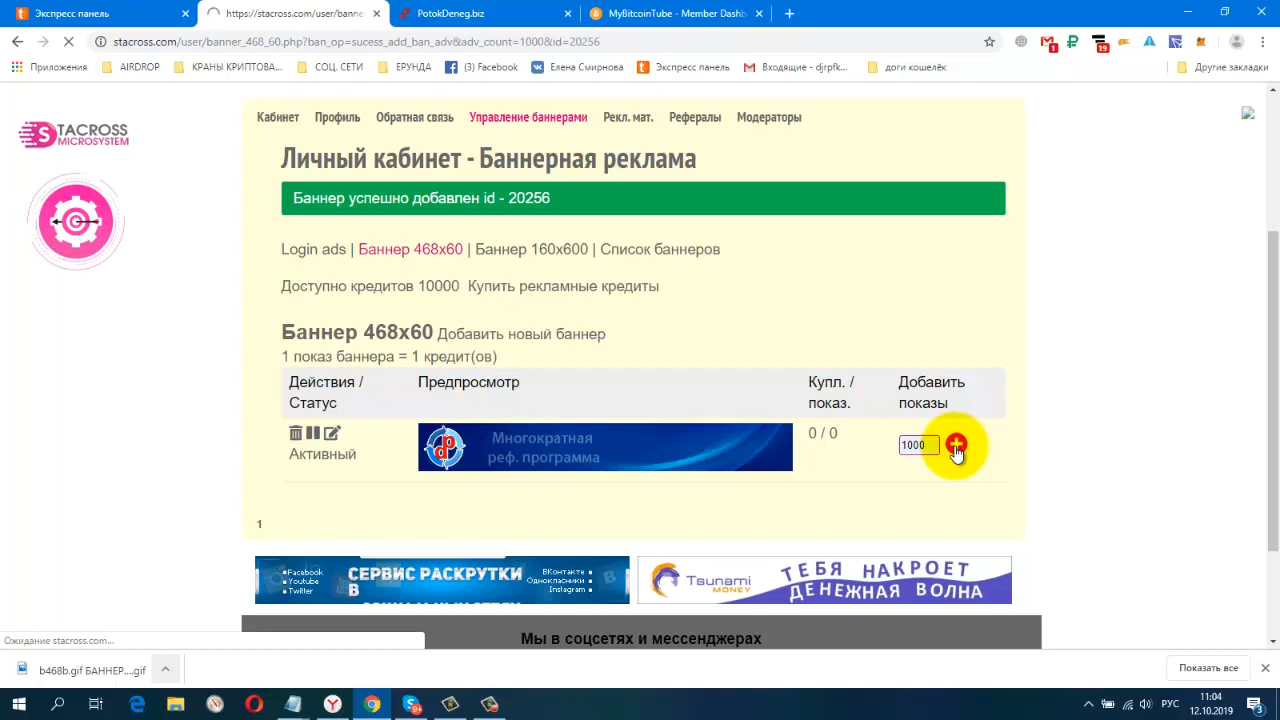 Экспресс панель
https://stacross.com/user/banne
PotokDeneg.biz
MyBitcoinTube - Member Dashb
stacross.com/user/banner_468_60.php?ban_op=sucess_add_ban_adv&adv_count=1000&id=20256
1
19
Приложения
AIRDROP
КРАНЫ КРИПТОВА...
СОЦ. СЕТИ
ЕРУНДА
(3) Facebook
Елена Смирнова
Экспресс панель
Входящие - djrpfk...
доги кошелёк
Другие закладки
STACROSS
MICROSYSTEM
Кабинет Профиль Обратная связь Управление баннерами Рекл. мат. Рефералы Модераторы
Личный кабинет - Баннерная реклама
Баннер успешно добавлен id - 20256
Login ads | Баннер 468x60 | Баннер 160x600 | Список баннеров
Доступно кредитов 10000 Купить рекламные кредиты
Баннер 468x60 Добавить новый баннер
1 показ баннера = 1 кредит(ов)
Действия / Статус
Предпросмотр
Купл. / показ.
Добавить показы
Активный
Многократная
реф. программа
0 / 0
1000
1
Facebook
Youtube
Twitter
СЕРВИС РАСКРУТКИ
В
ВКонтакте
Однокласники
Instagram
Tsunami
MONEY
ТЕБЯ НАКРОЕТ
ДЕНЕЖНАЯ ВОЛНА
Мы в соцсетях и мессенджерах
Ожидание stacross.com...
b468b.gif БАННЕР....gif
Показать все
9+
РУС
11:04
12.10.2019
3